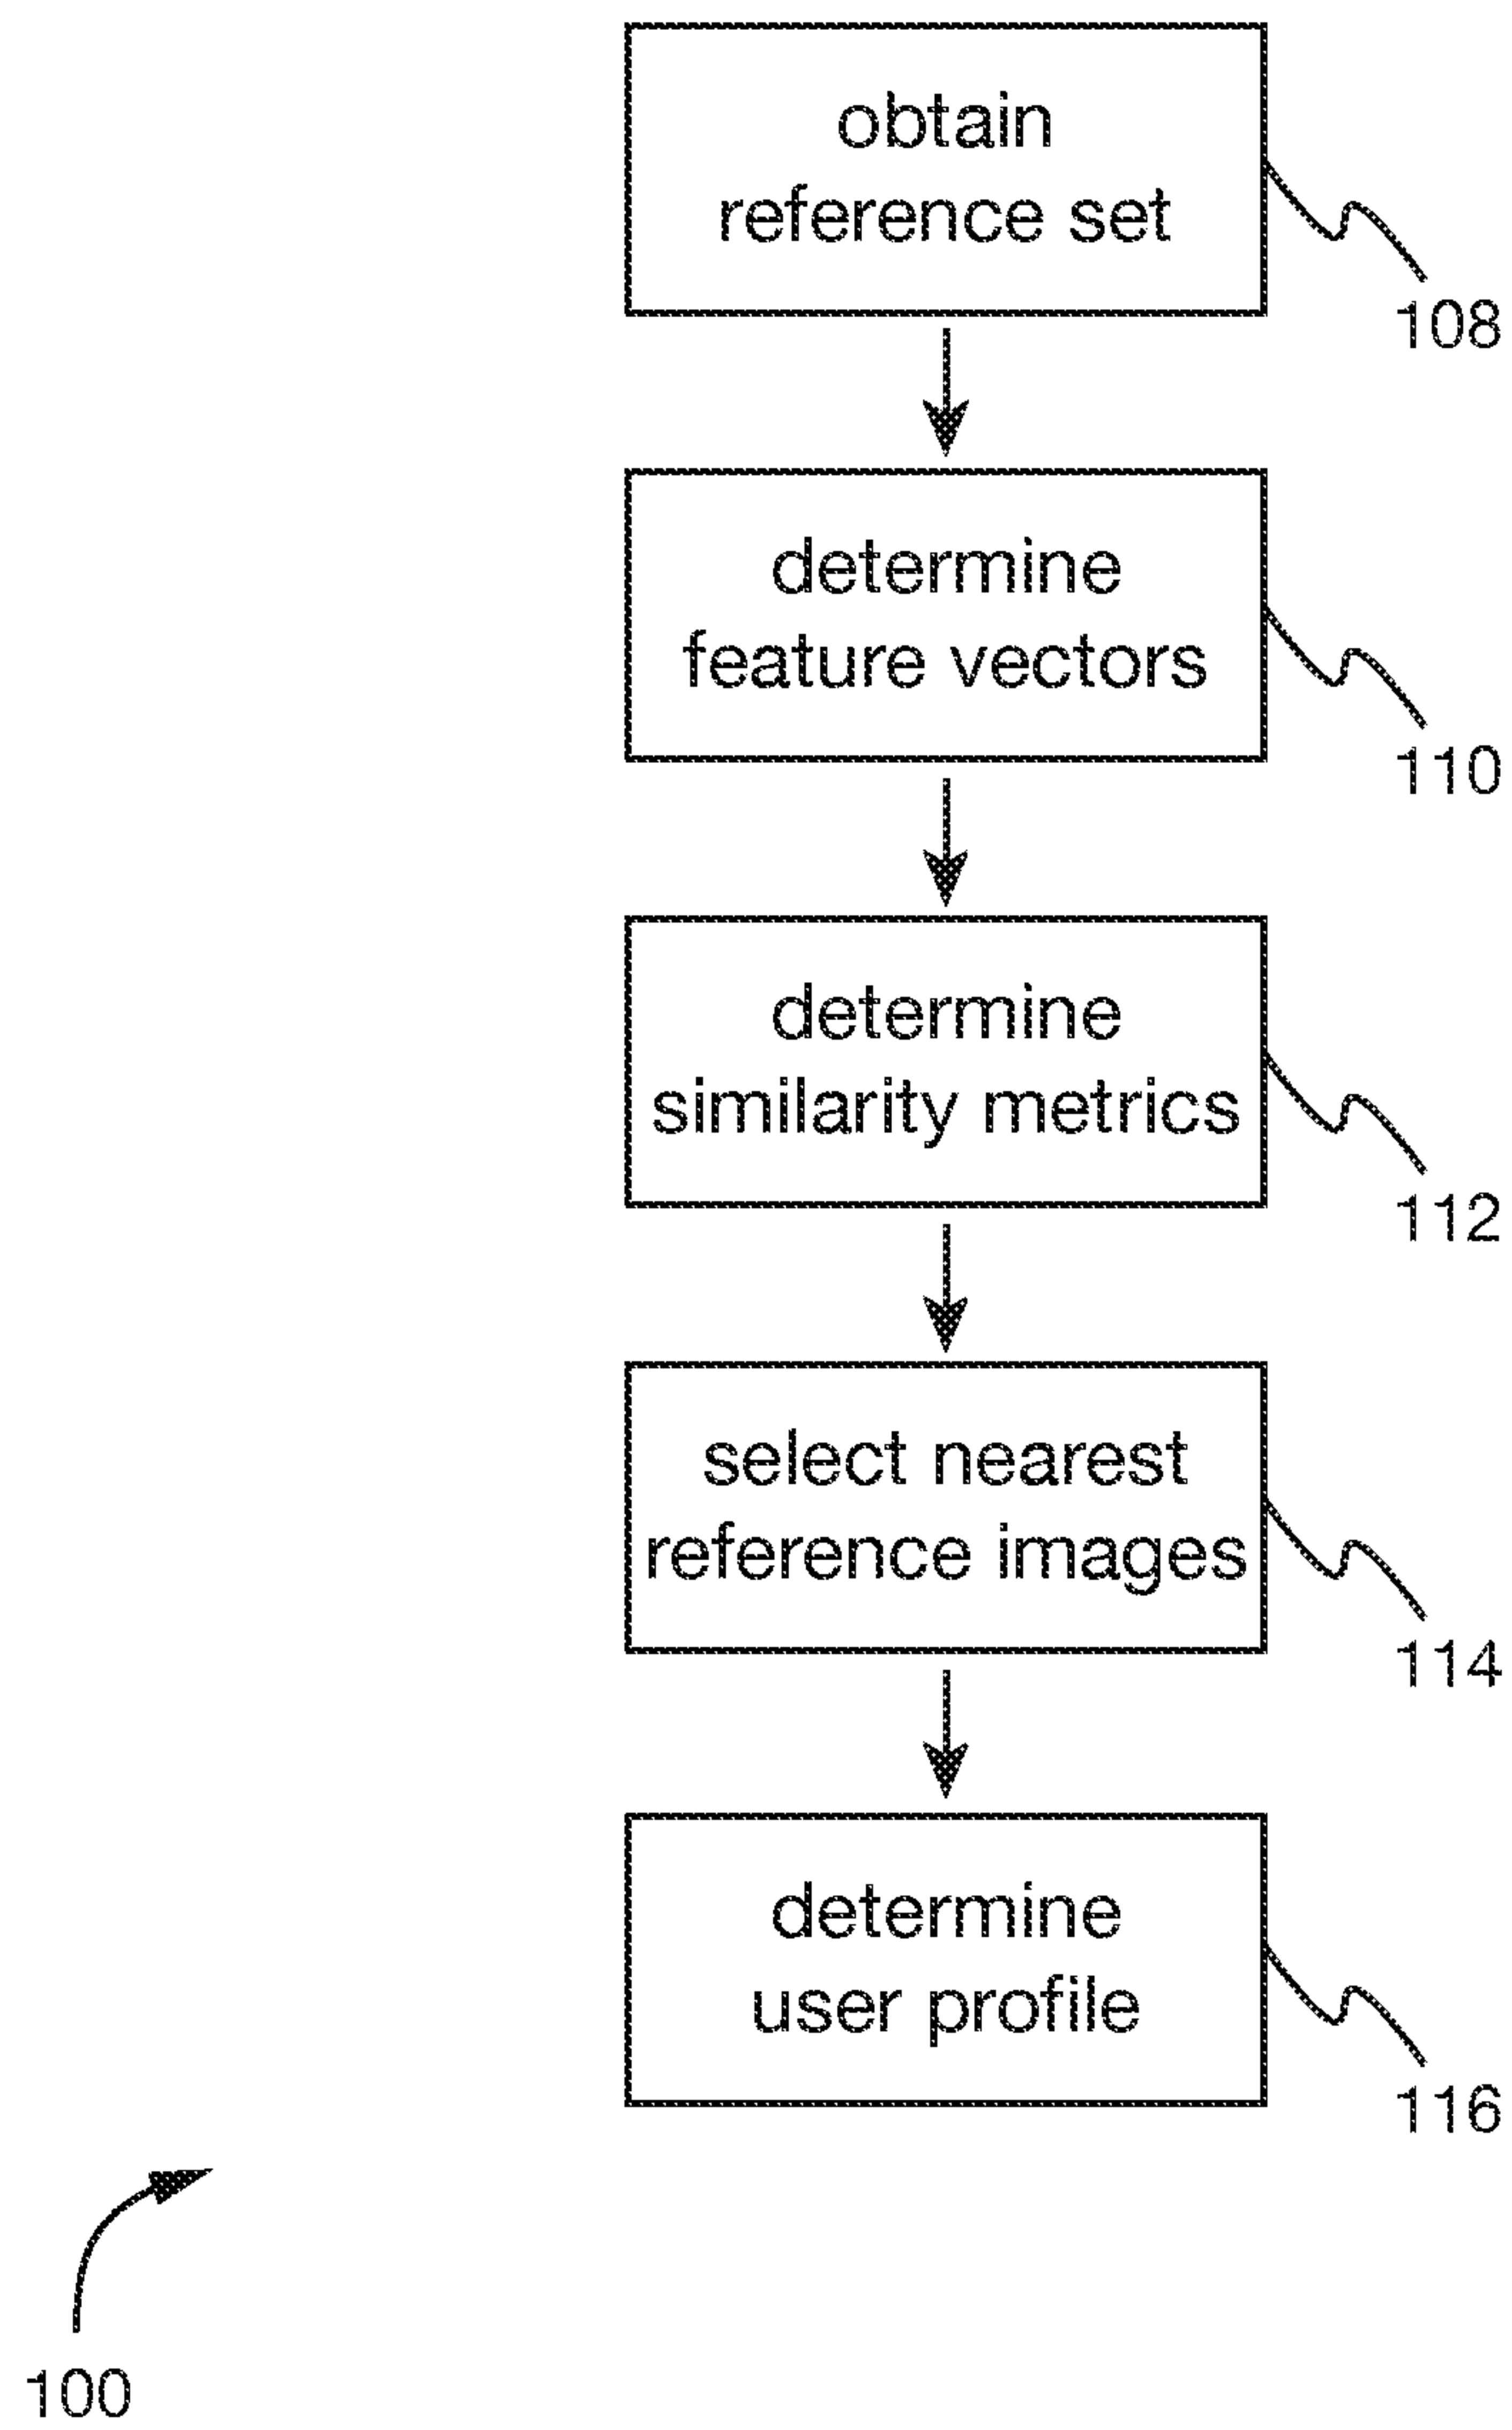 obtain
reference set
108
determine
feature vectors
110
determine
similarity metrics
112
select nearest
reference images
114
determine
user profile
116
100